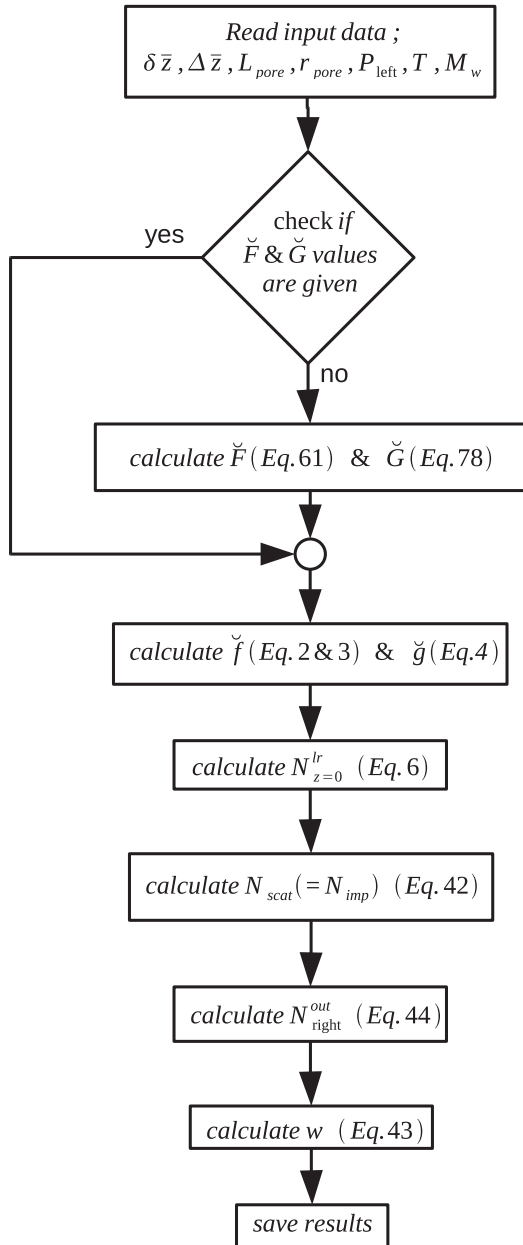 Read input data ;
δ z̄ , Δ z̄ , L_pore , r_pore , P_left , T , M_w
yes
check if
F̆ & Ğ values
are given
no
calculate F̆ (Eq. 61) & Ğ (Eq. 78)
calculate f̆ (Eq. 2 & 3) & ğ (Eq.4)
calculate N^lr_z=0 (Eq. 6)
calculate N_scat (= N_imp) (Eq. 42)
calculate N^out_right (Eq. 44)
calculate w (Eq. 43)
save results